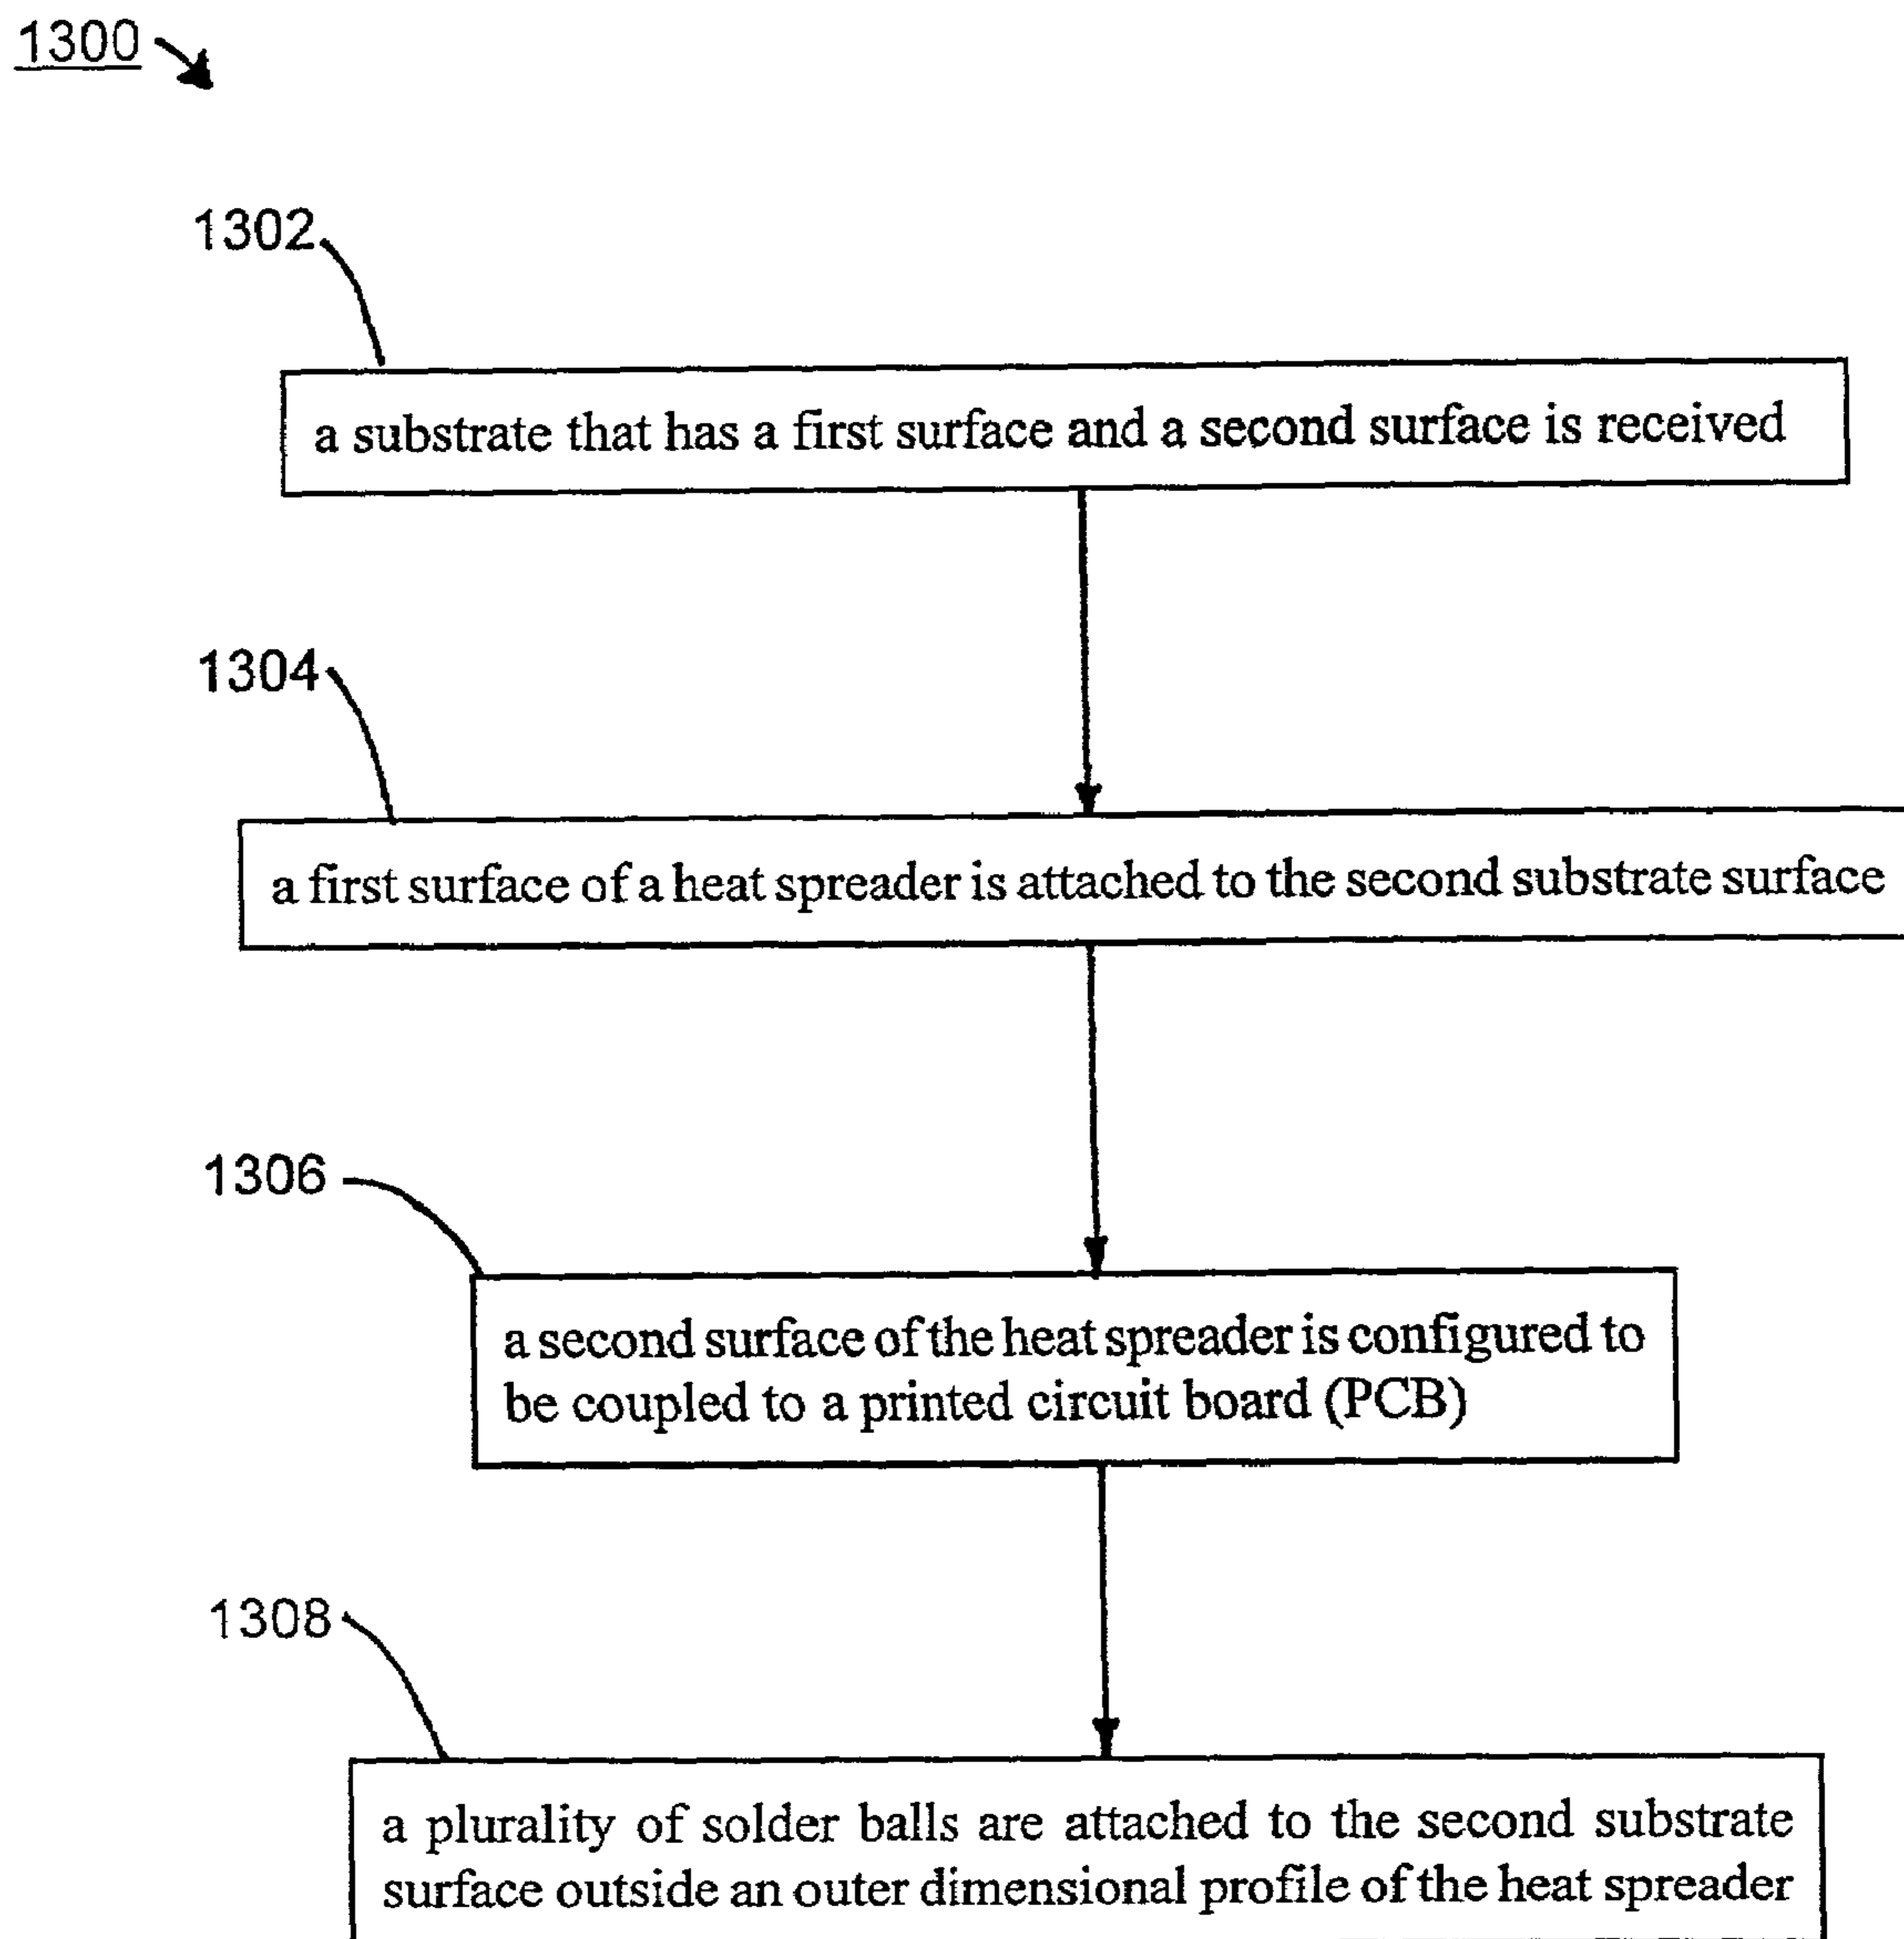 1300
1302
a substrate that has a first surface and a second surface is received
1304
a first surface of a heat spreader is attached to the second substrate surface
1306
a second surface of the heat spreader is configured to
be coupled to a printed circuit board (PCB)
1308
a plurality of solder balls are attached to the second substrate
surface outside an outer dimensional profile of the heat spreader